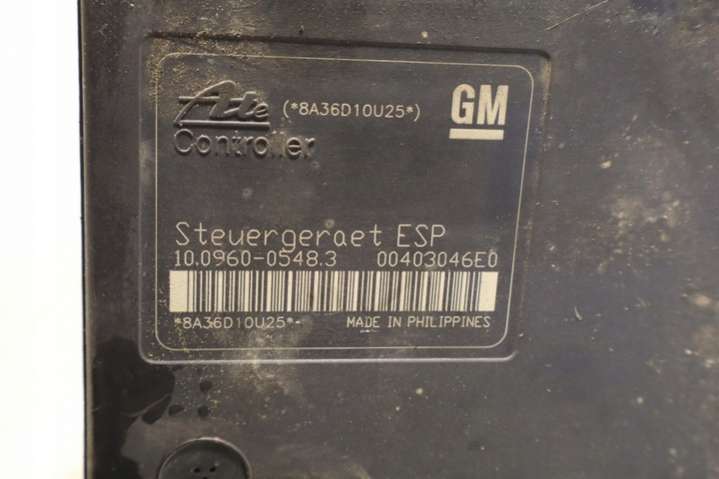 Ate (*8A36D10U25*) GM
Controller
Steuergeraet ESP
10.0960-0548.3 00403046E0
*8A36D10U25*- MADE IN PHILIPPINES